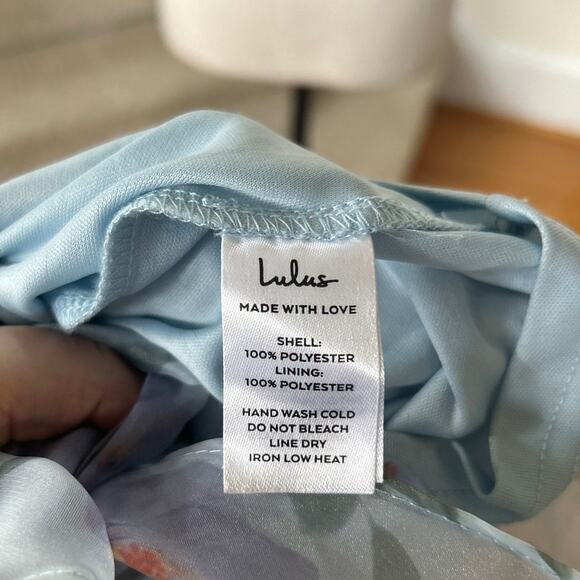 Lulus
MADE WITH LOVE
SHELL:
100% POLYESTER
LINING:
100% POLYESTER
HAND WASH COLD
DO NOT BLEACH
LINE DRY
IRON LOW HEAT